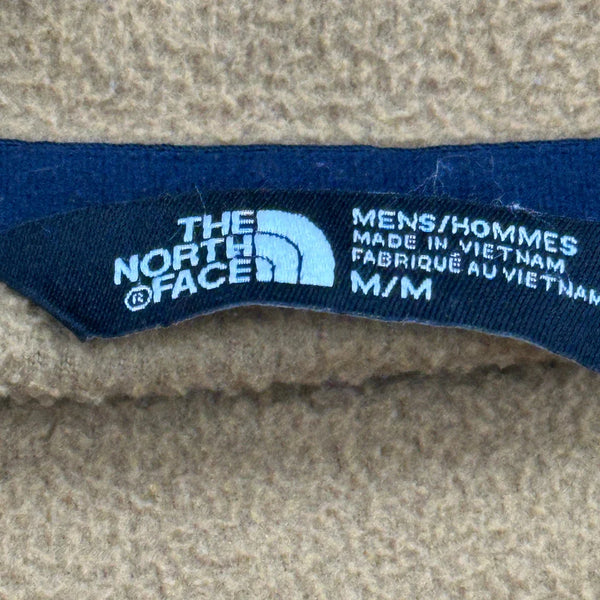 THE
NORTH
®FACE
MENS/HOMMES
MADE IN VIETNAM
FABRIQUÉ AU VIETNAM
M/M